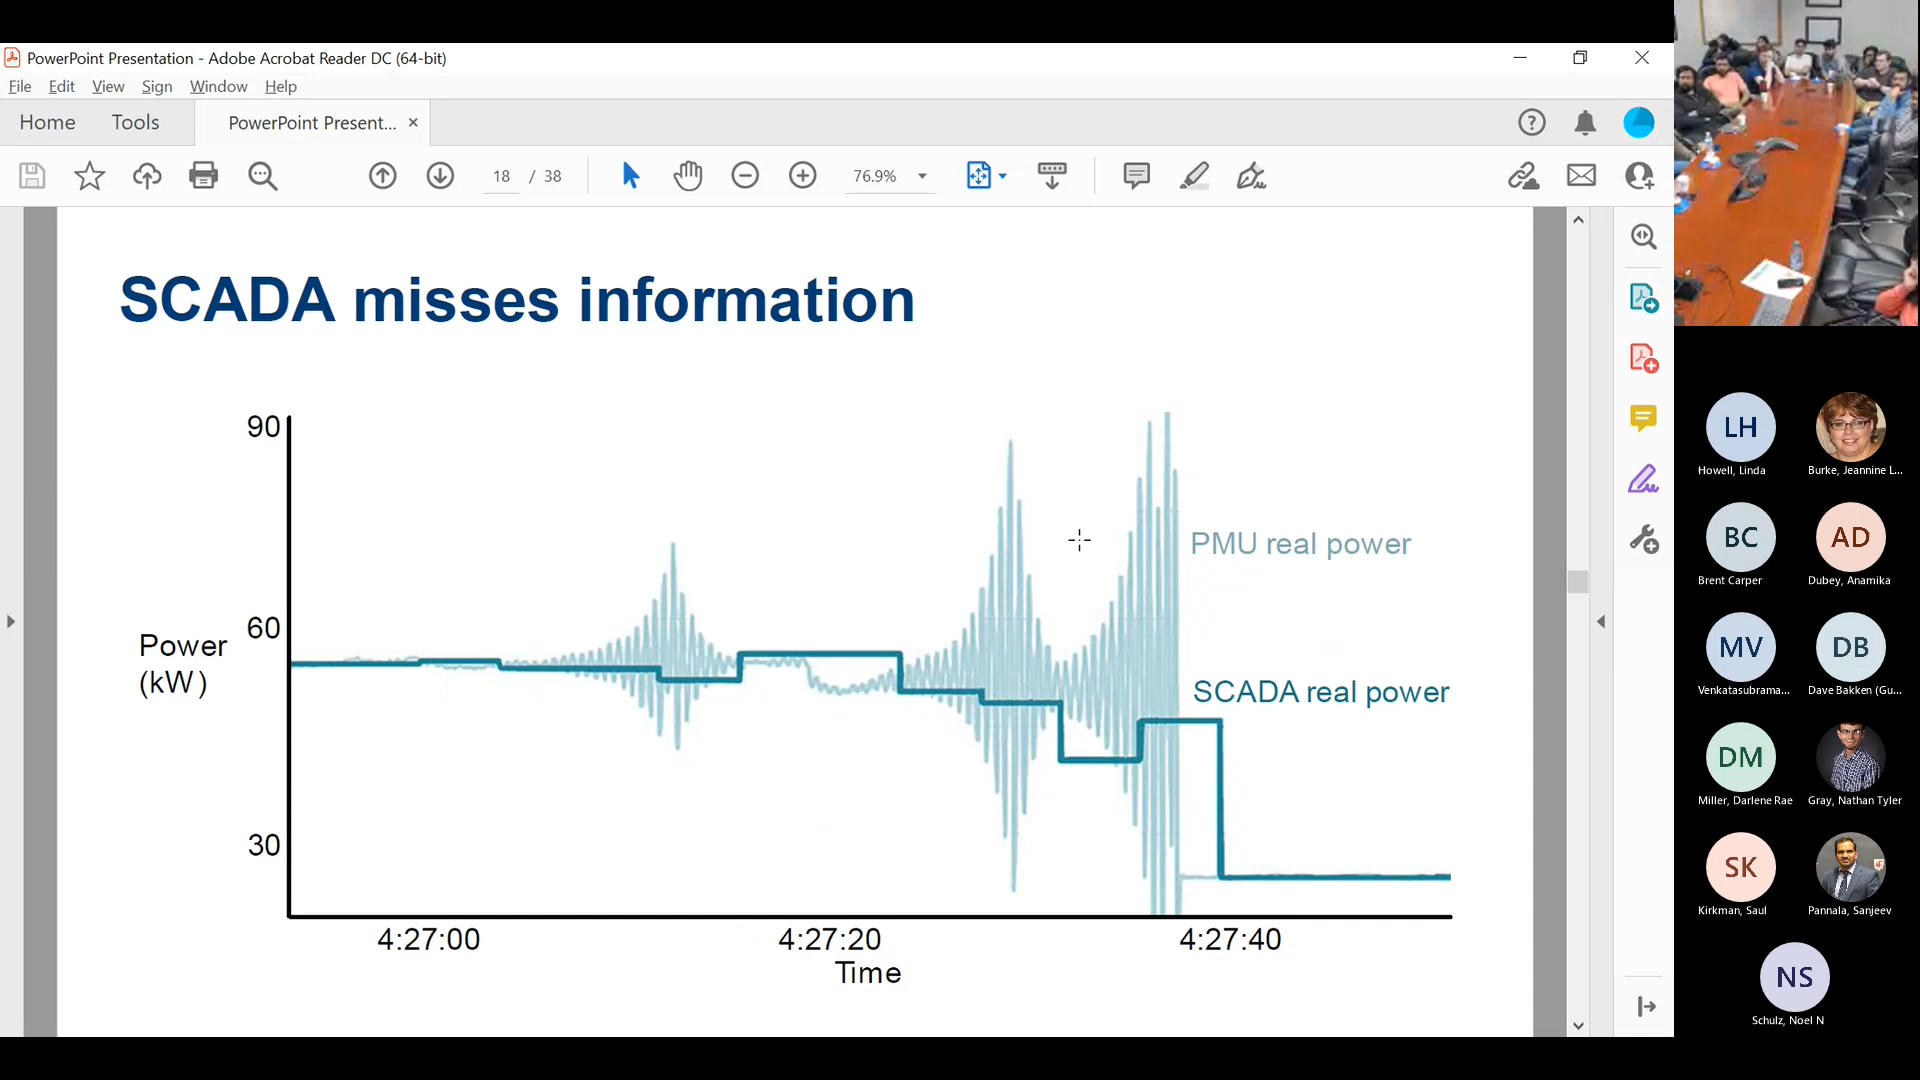 PowerPoint Presentation - Adobe Acrobat Reader DC (64-bit)
File Edit View Sign Window Help
Home Tools PowerPoint Present... ×
18 / 38 76.9%
SCADA misses information
90
PMU real power
60
Power
(kW)
SCADA real power
30
4:27:00 4:27:20 4:27:40
Time
LH
Howell, Linda Burke, Jeannine L...
BC AD
Brent Carper Dubey, Anamika
MV DB
Venkatasubrama... Dave Bakken (Gu...
DM
Miller, Darlene Rae Gray, Nathan Tyler
SK
Kirkman, Saul Pannala, Sanjeev
NS
Schulz, Noel N